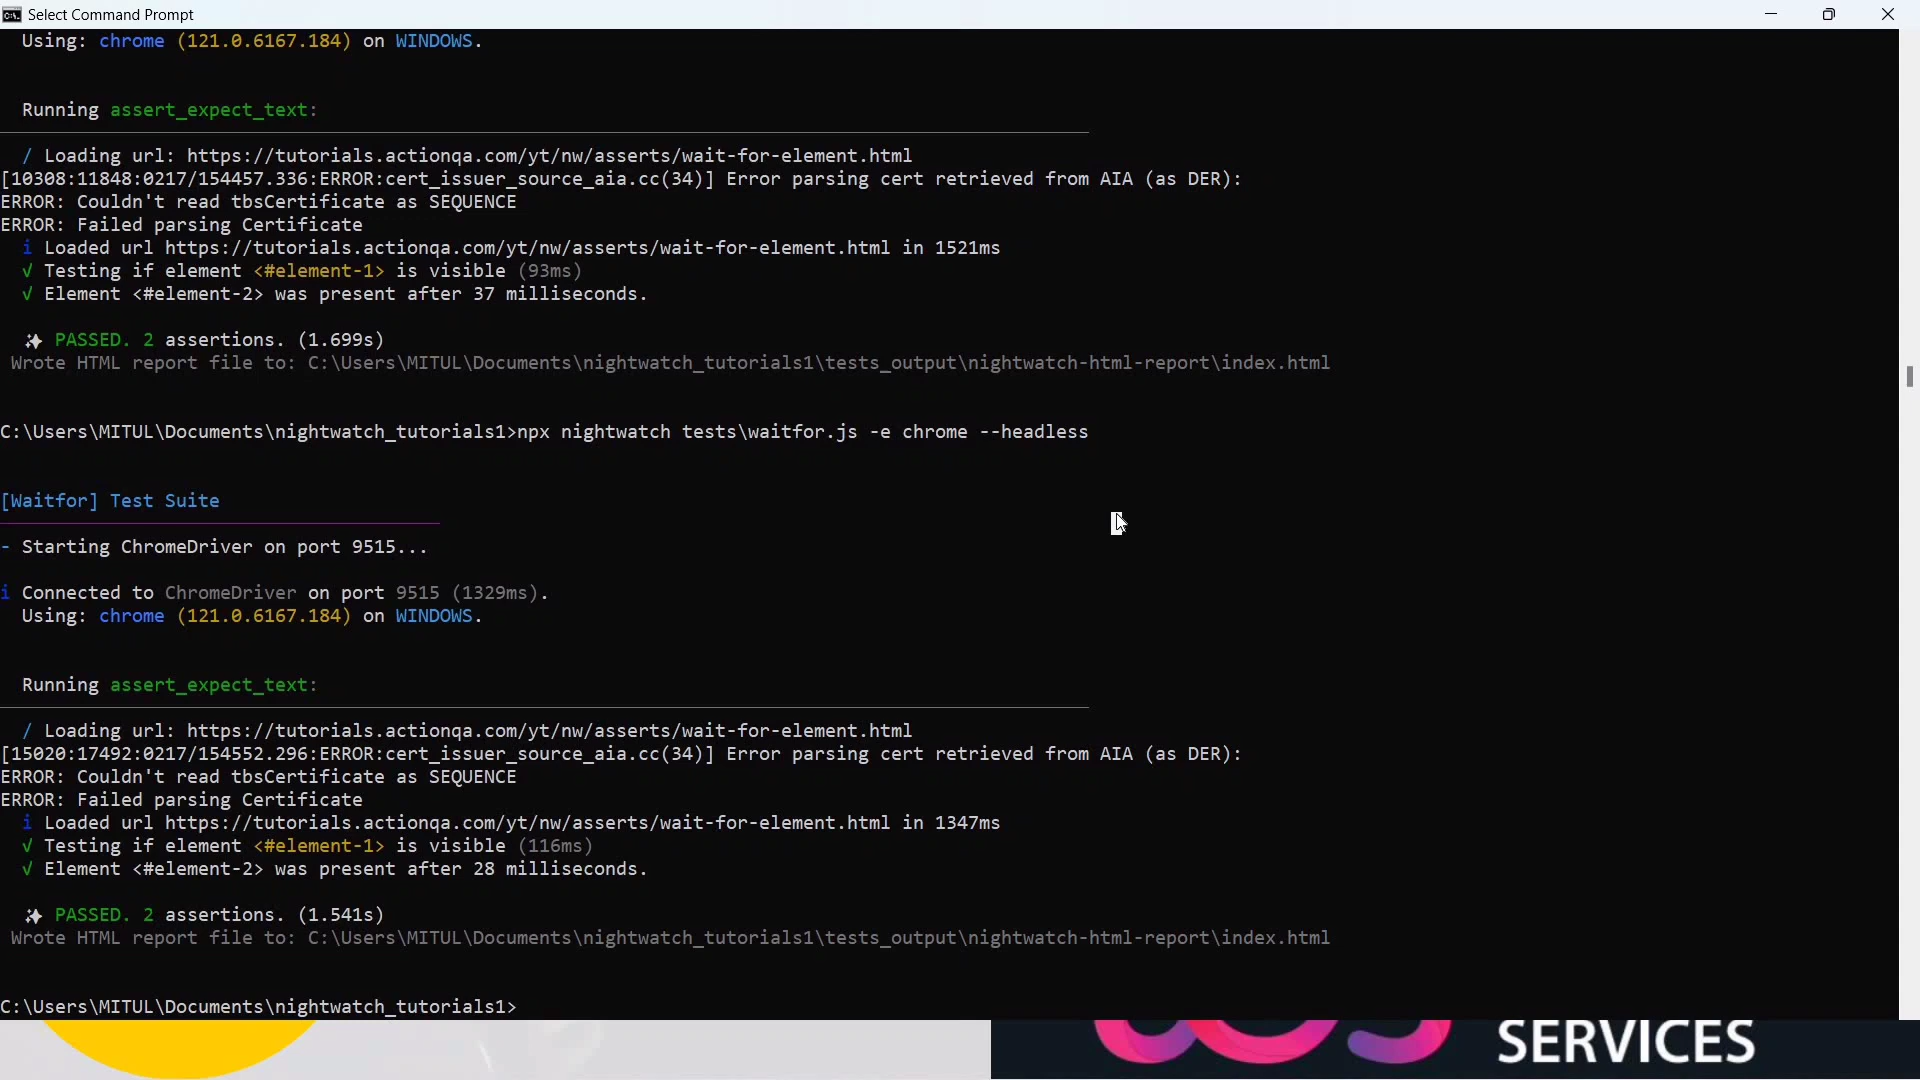 Select Command Prompt
Using: chrome (121.0.6167.184) on WINDOWS.
Running assert_expect_text:
/ Loading url: https://tutorials.actionqa.com/yt/nw/asserts/wait-for-element.html
[10308:11848:0217/154457.336:ERROR:cert_issuer_source_aia.cc(34)] Error parsing cert retrieved from AIA (as DER):
ERROR: Couldn't read tbsCertificate as SEQUENCE
ERROR: Failed parsing Certificate
i Loaded url https://tutorials.actionqa.com/yt/nw/asserts/wait-for-element.html in 1521ms
√ Testing if element <#element-1> is visible (93ms)
√ Element <#element-2> was present after 37 milliseconds.
✨ PASSED. 2 assertions. (1.699s)
Wrote HTML report file to: C:\Users\MITUL\Documents\nightwatch_tutorials1\tests_output\nightwatch-html-report\index.html
C:\Users\MITUL\Documents\nightwatch_tutorials1>npx nightwatch tests\waitfor.js -e chrome --headless
[Waitfor] Test Suite
- Starting ChromeDriver on port 9515...
i Connected to ChromeDriver on port 9515 (1329ms).
Using: chrome (121.0.6167.184) on WINDOWS.
Running assert_expect_text:
/ Loading url: https://tutorials.actionqa.com/yt/nw/asserts/wait-for-element.html
[15020:17492:0217/154552.296:ERROR:cert_issuer_source_aia.cc(34)] Error parsing cert retrieved from AIA (as DER):
ERROR: Couldn't read tbsCertificate as SEQUENCE
ERROR: Failed parsing Certificate
i Loaded url https://tutorials.actionqa.com/yt/nw/asserts/wait-for-element.html in 1347ms
√ Testing if element <#element-1> is visible (116ms)
√ Element <#element-2> was present after 28 milliseconds.
✨ PASSED. 2 assertions. (1.541s)
Wrote HTML report file to: C:\Users\MITUL\Documents\nightwatch_tutorials1\tests_output\nightwatch-html-report\index.html
C:\Users\MITUL\Documents\nightwatch_tutorials1>
SERVICES